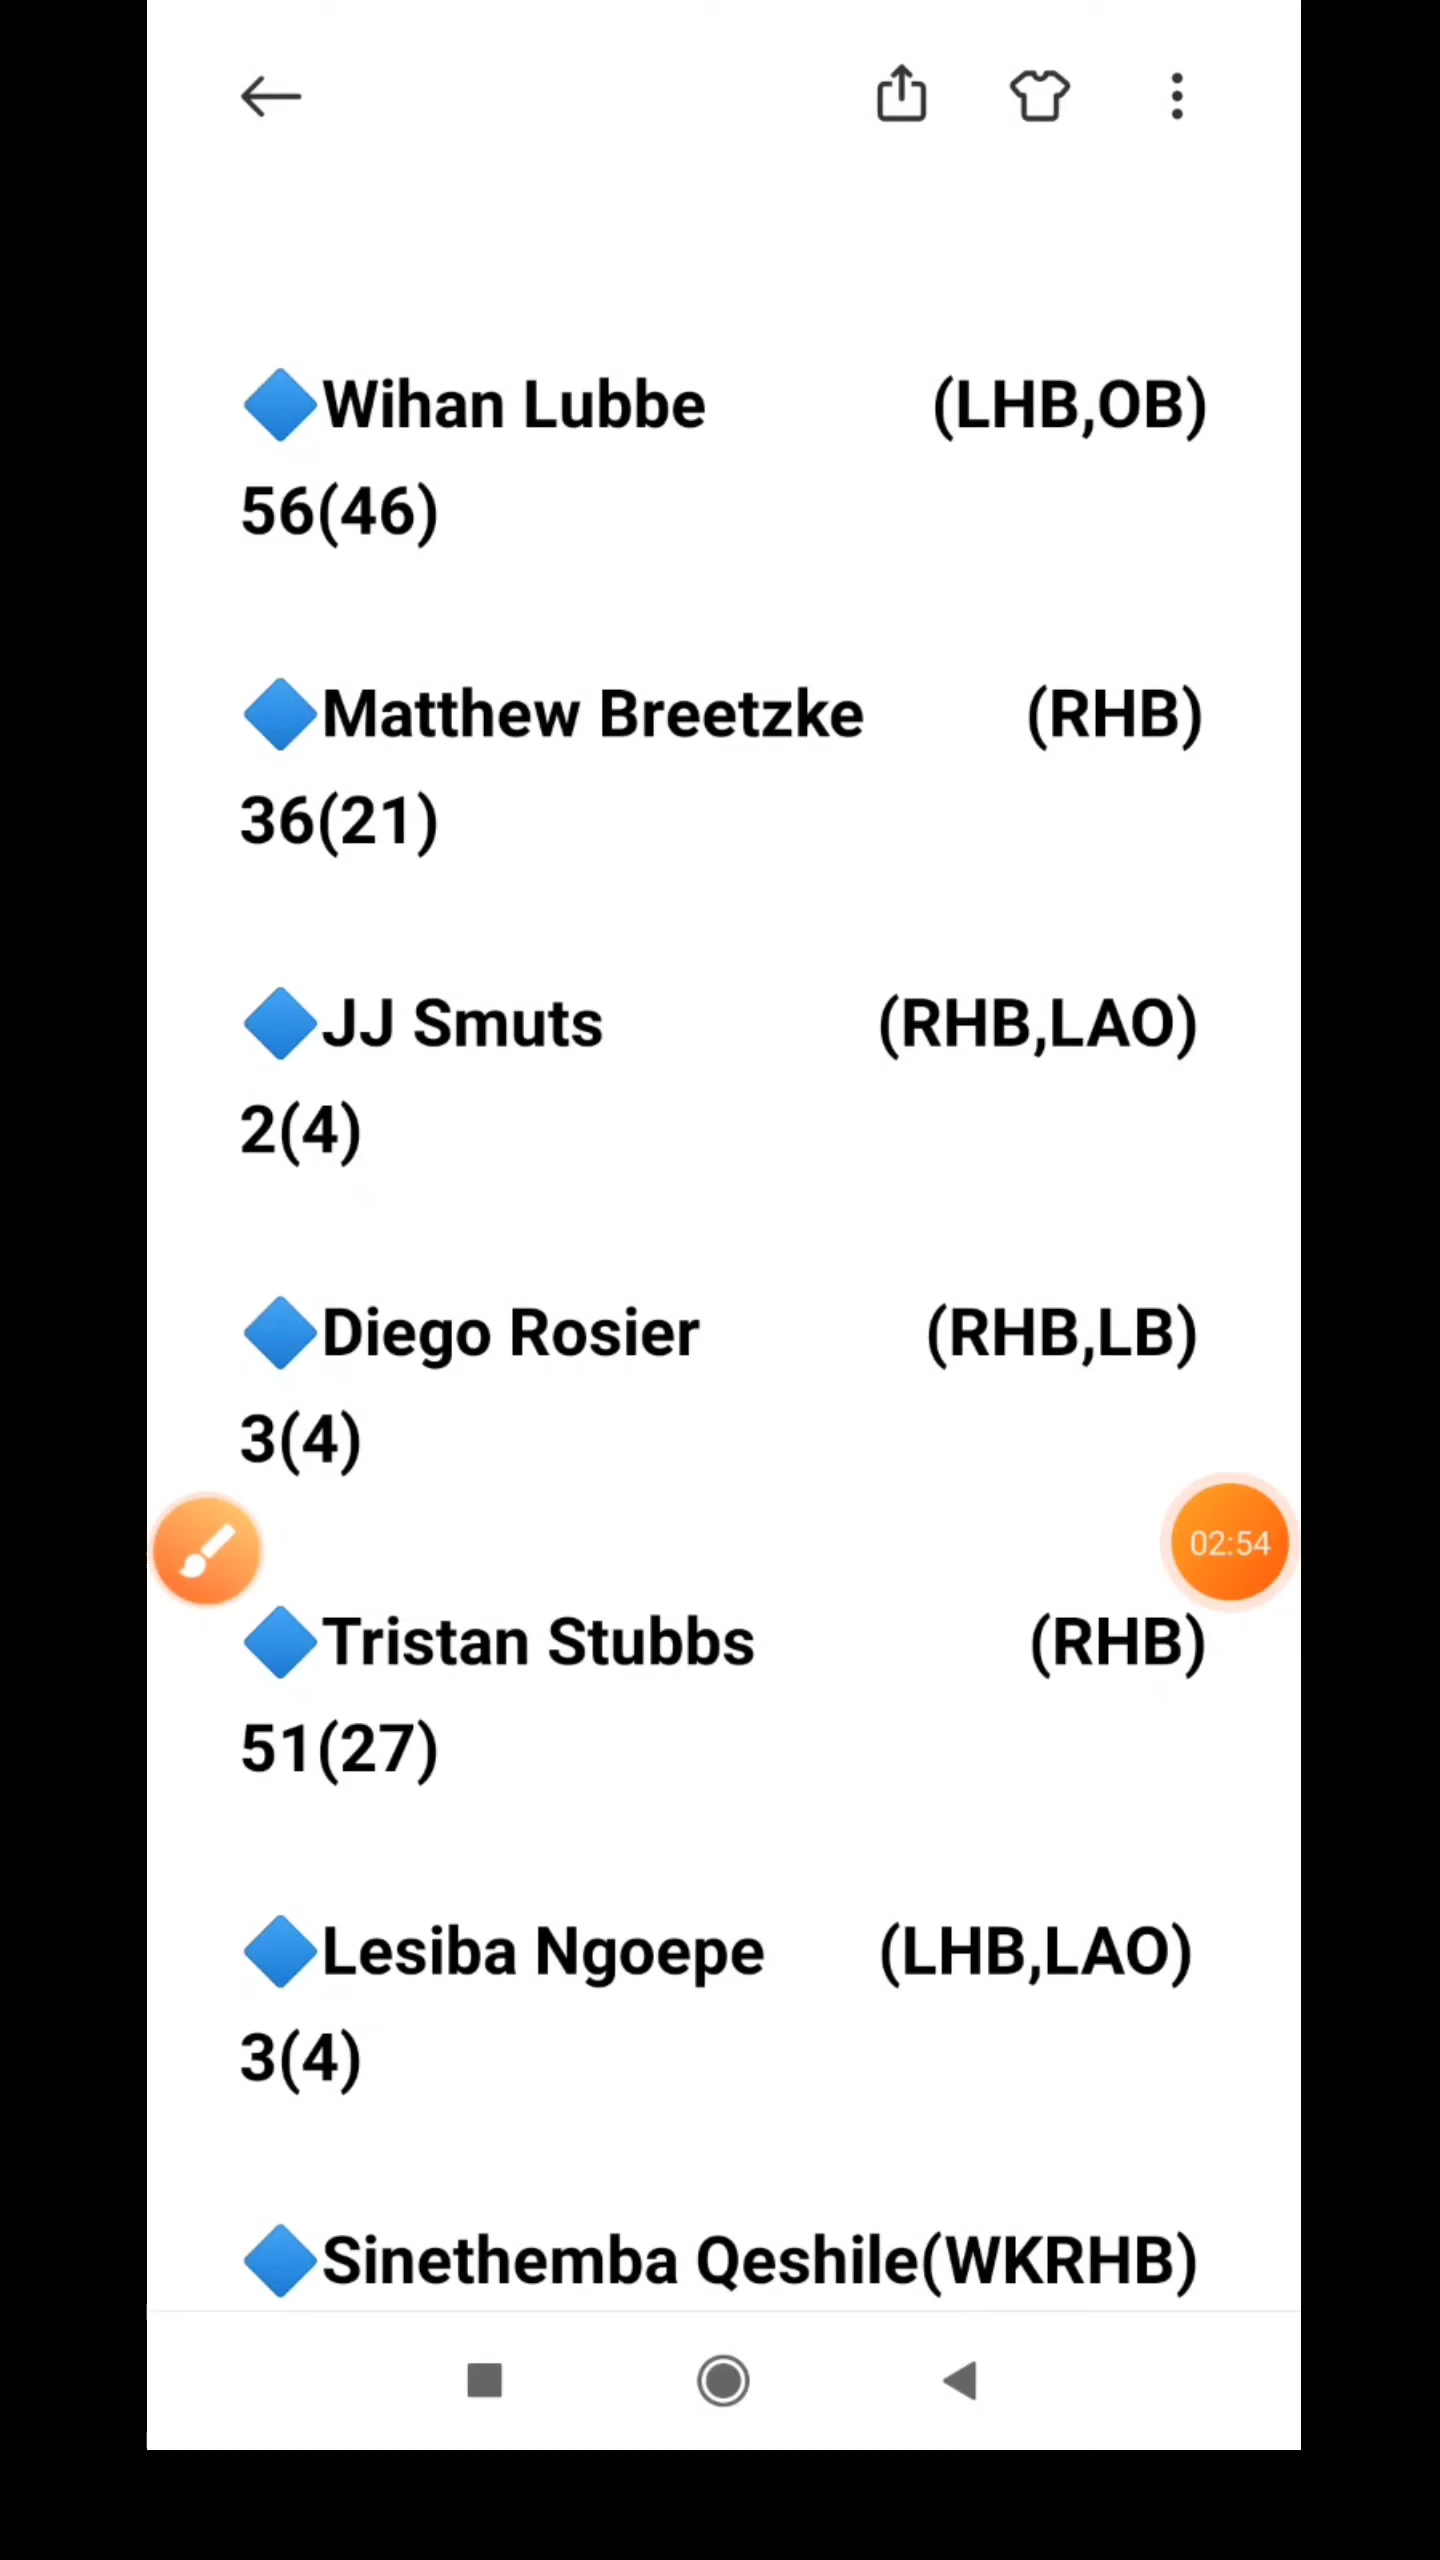 🔷Wihan Lubbe (LHB,OB)
56(46)
🔷Matthew Breetzke (RHB)
36(21)
🔷JJ Smuts (RHB,LAO)
2(4)
🔷Diego Rosier (RHB,LB)
3(4)
02:54
🔷Tristan Stubbs (RHB)
51(27)
🔷Lesiba Ngoepe (LHB,LAO)
3(4)
🔷Sinethemba Qeshile(WKRHB)